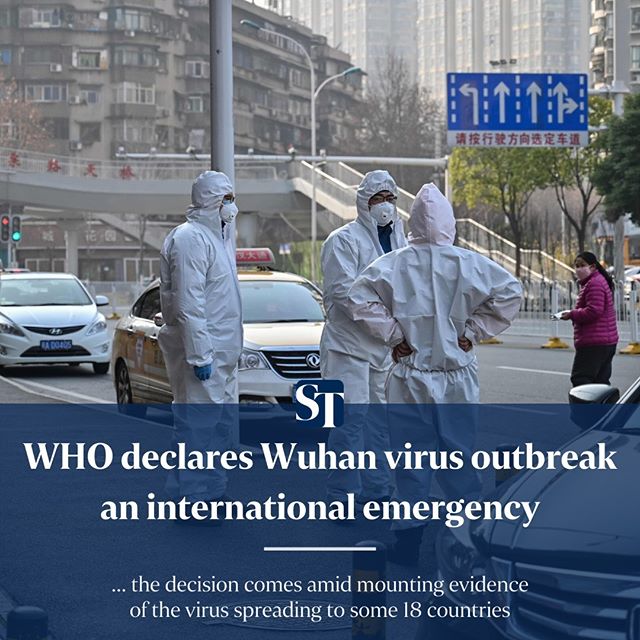 请按行驶方向选定车道
ST
WHO declares Wuhan virus outbreak
an international emergency
... the decision comes amid mounting evidence
of the virus spreading to some 18 countries